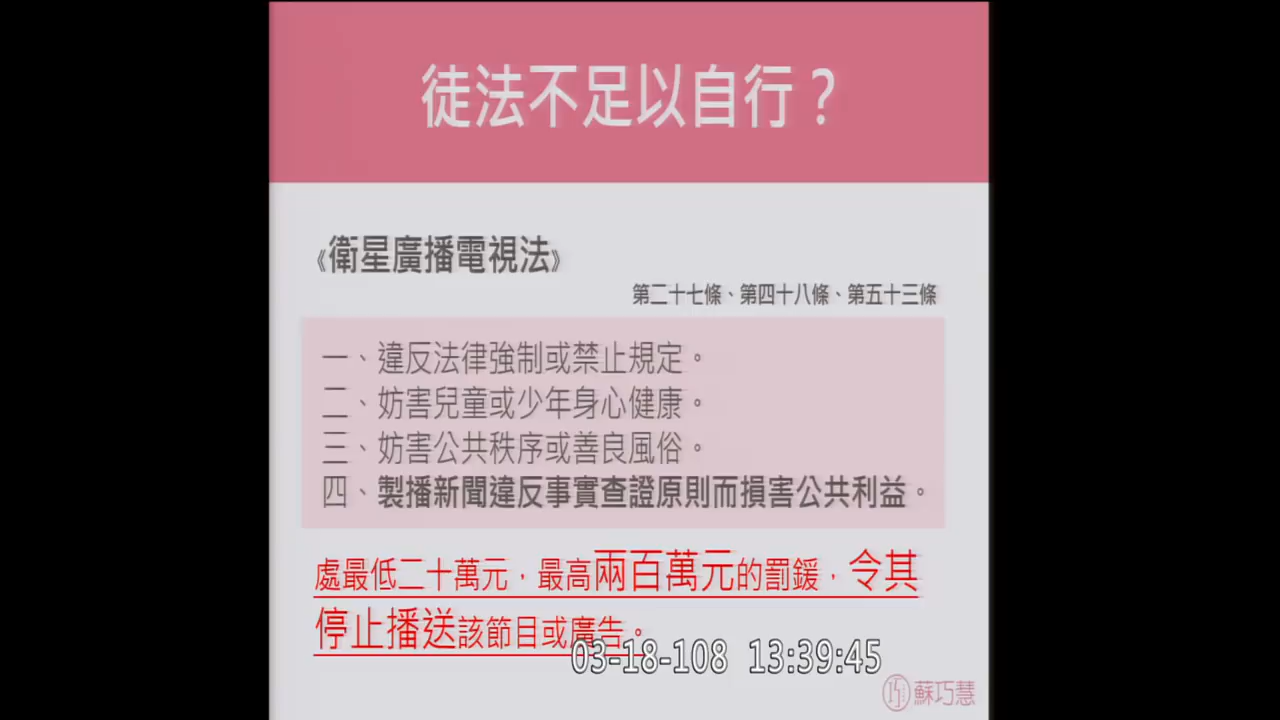 徒法不足以自行？
《衛星廣播電視法》
第二十七條、第四十八條、第五十三條
一、違反法律強制或禁止規定。
二、妨害兒童或少年身心健康。
三、妨害公共秩序或善良風俗。
四、製播新聞違反事實查證原則而損害公共利益。
處最低二十萬元，最高兩百萬元的罰鍰，令其
停止播送該節目或廣告。
03-18-108 13:39:45
巧 蘇巧慧